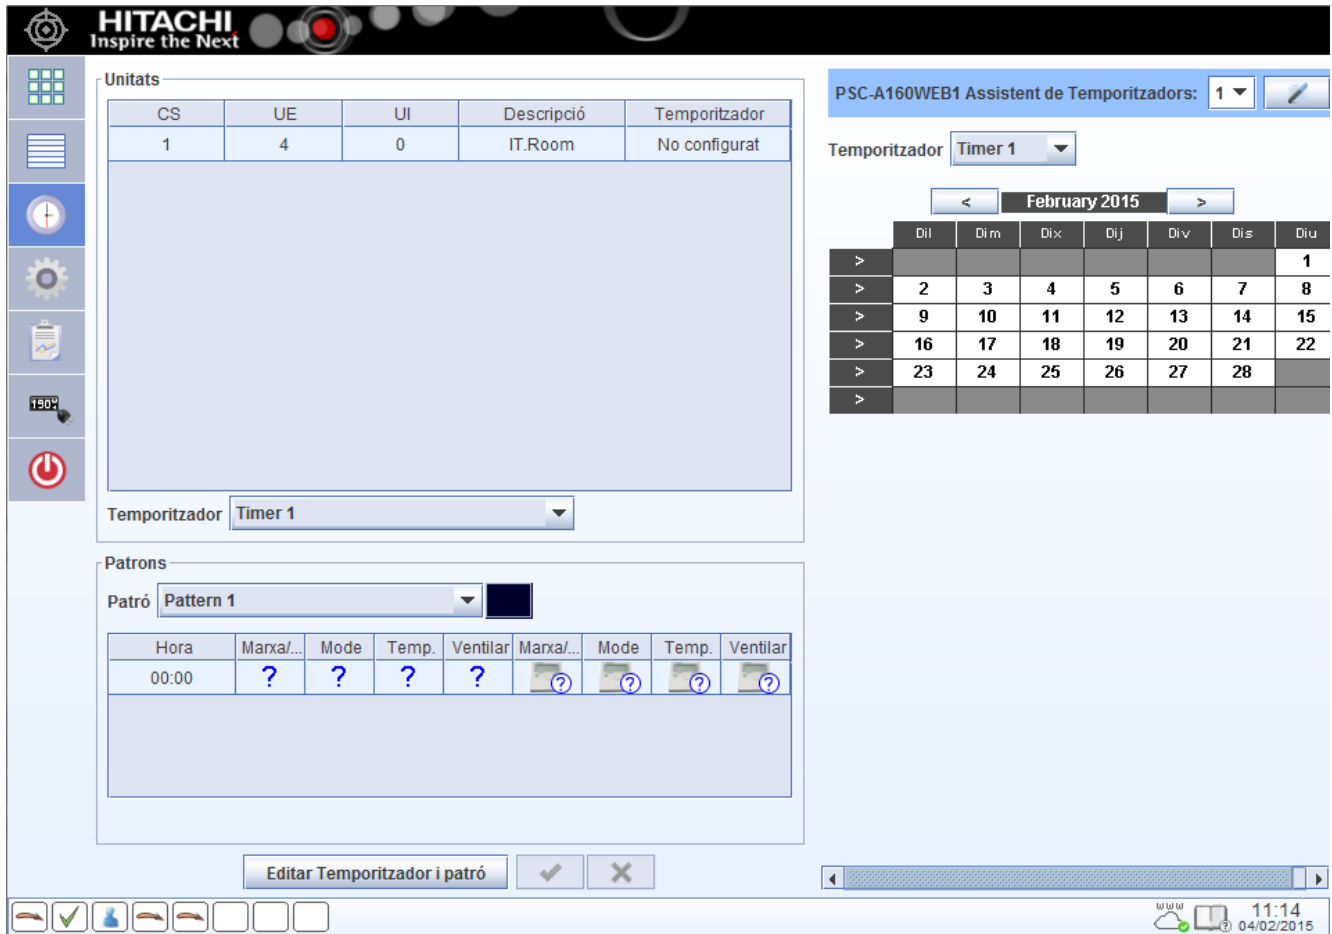 HITACHI
Inspire the Next
Unitats
CS UE UI Descripció Temporitzador
1 4 0 IT.Room No configurat
Temporitzador Timer 1
Patrons
Patró Pattern 1
Hora Marxa/... Mode Temp. Ventilar Marxa/... Mode Temp. Ventilar
00:00 ? ? ? ? ? ? ? ?
Editar Temporitzador i patró
PSC-A160WEB1 Assistent de Temporitzadors: 1
Temporitzador Timer 1
< February 2015 >
Dil Dim Dix Dij Div Dis Diu
> 1
> 2 3 4 5 6 7 8
> 9 10 11 12 13 14 15
> 16 17 18 19 20 21 22
> 23 24 25 26 27 28
>
www ? 11:14
04/02/2015